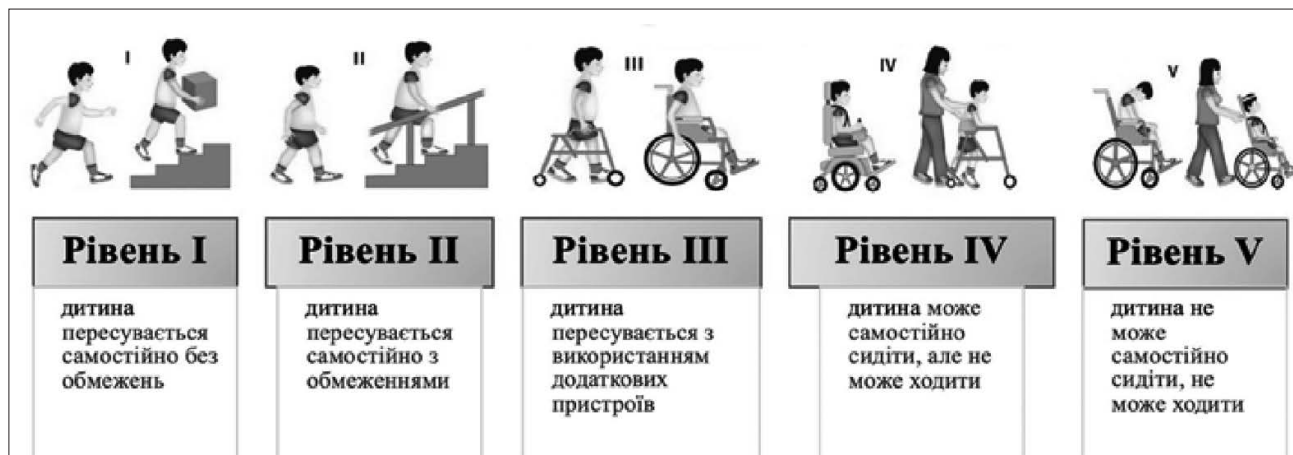 I
II
III
IV
V
Рівень I
Рівень II
Рівень III
Рівень IV
Рівень V
дитина
пересувається
самостійно без
обмежень
дитина
пересувається
самостійно з
обмеженнями
дитина
пересувається з
використанням
додаткових
пристроїв
дитина може
самостійно
сидіти, але не
може ходити
дитина не
може
самостійно
сидіти, не
може ходити